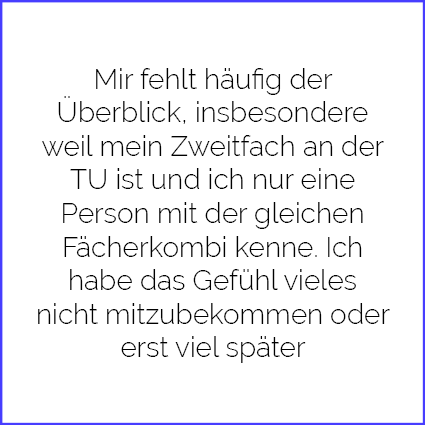 Mir fehlt häufig der
Überblick, insbesondere
weil mein Zweitfach an der
TU ist und ich nur eine
Person mit der gleichen
Fächerkombi kenne. Ich
habe das Gefühl vieles
nicht mitzubekommen oder
erst viel später